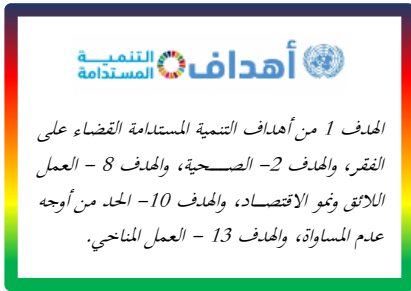 أهداف التنمية
المستدامة
الهدف 1 من أهداف التنمية المستدامة القضاء على
الفقر، والهدف 2- الصحية، والهدف 8 – العمل
اللائق ونمو الاقتصاد، والهدف 10- الحد من أوجه
عدم المساواة، والهدف 13 – العمل المناخي.